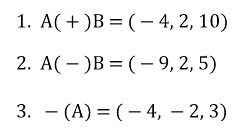 1. A( + )B = ( − 4, 2, 10)
2. A( − )B = ( − 9, 2, 5)
3. − (A) = ( − 4, − 2, 3)